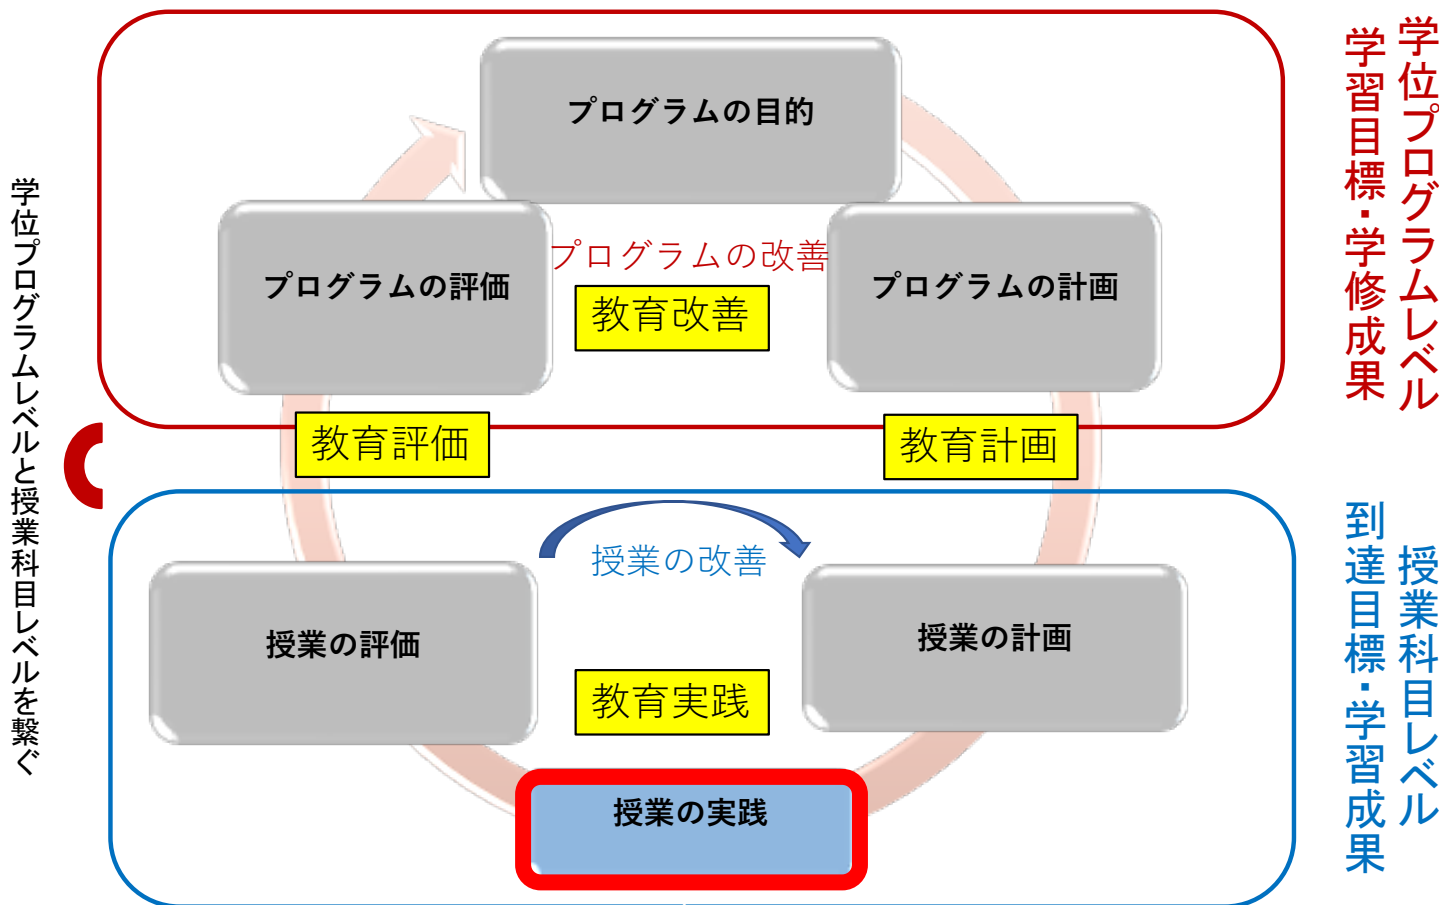 プログラムの目的
プログラムの評価
プログラムの改善
教育改善
プログラムの計画
教育評価
教育計画
授業の改善
授業の評価
授業の計画
教育実践
授業の実践
学位プログラムレベル
学習目標・学修成果
授業科目レベル
到達目標・学習成果
学位プログラムレベルと授業科目レベルを繋ぐ